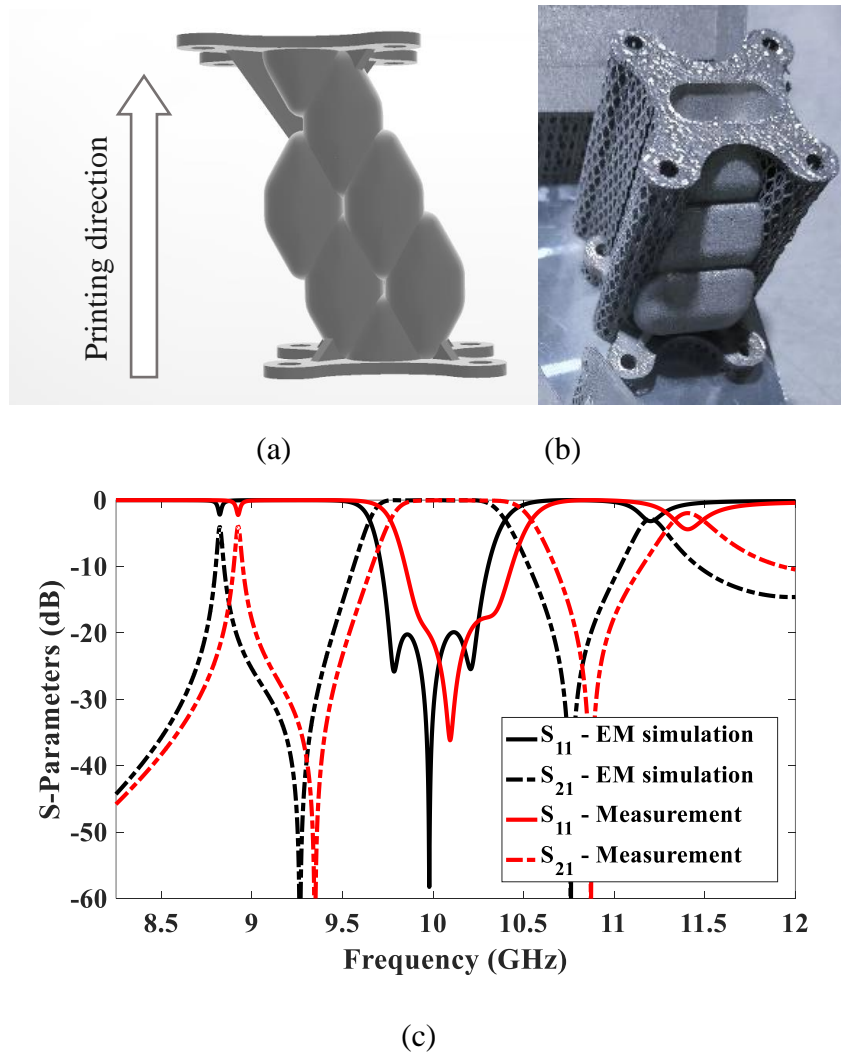 Printing direction
(a)
(b)
S-Parameters (dB)
0
-10
-20
-30
-40
-50
-60
S11 - EM simulation
S21 - EM simulation
S11 - Measurement
S21 - Measurement
8.5 9 9.5 10 10.5 11 11.5 12
Frequency (GHz)
(c)